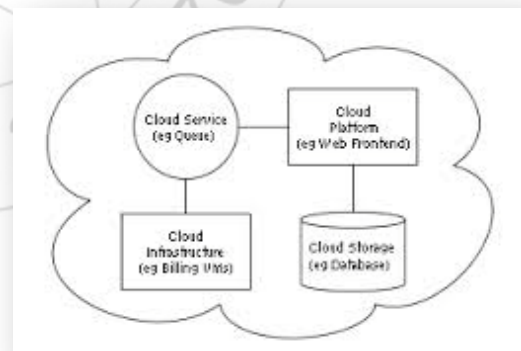 Cloud Service
(eg Queue)
Cloud
Platform
(eg Web Frontend)
Cloud
Infrastructure
(eg Billing VMs)
Cloud Storage
(eg Database)